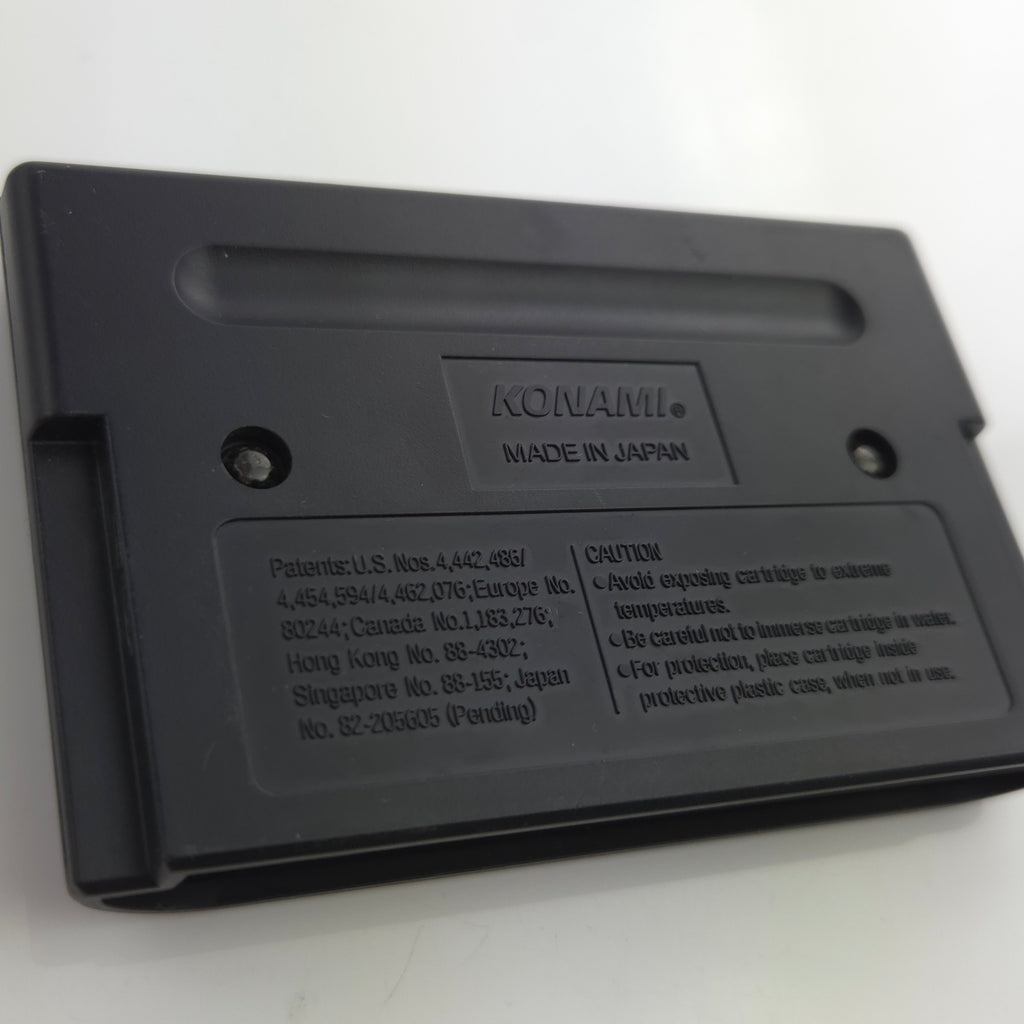 KONAMI®
MADE IN JAPAN
Patents: U.S. Nos. 4,442,486/
4,454,594/4,462,076; Europe No.
80244; Canada No. 1,183,276;
Hong Kong No. 88-4302;
Singapore No. 88-155; Japan
No. 82-205605 (Pending)
CAUTION
•Avoid exposing cartridge to extreme
temperatures.
•Be careful not to immerse cartridge in water.
•For protection, place cartridge inside
protective plastic case, when not in use.